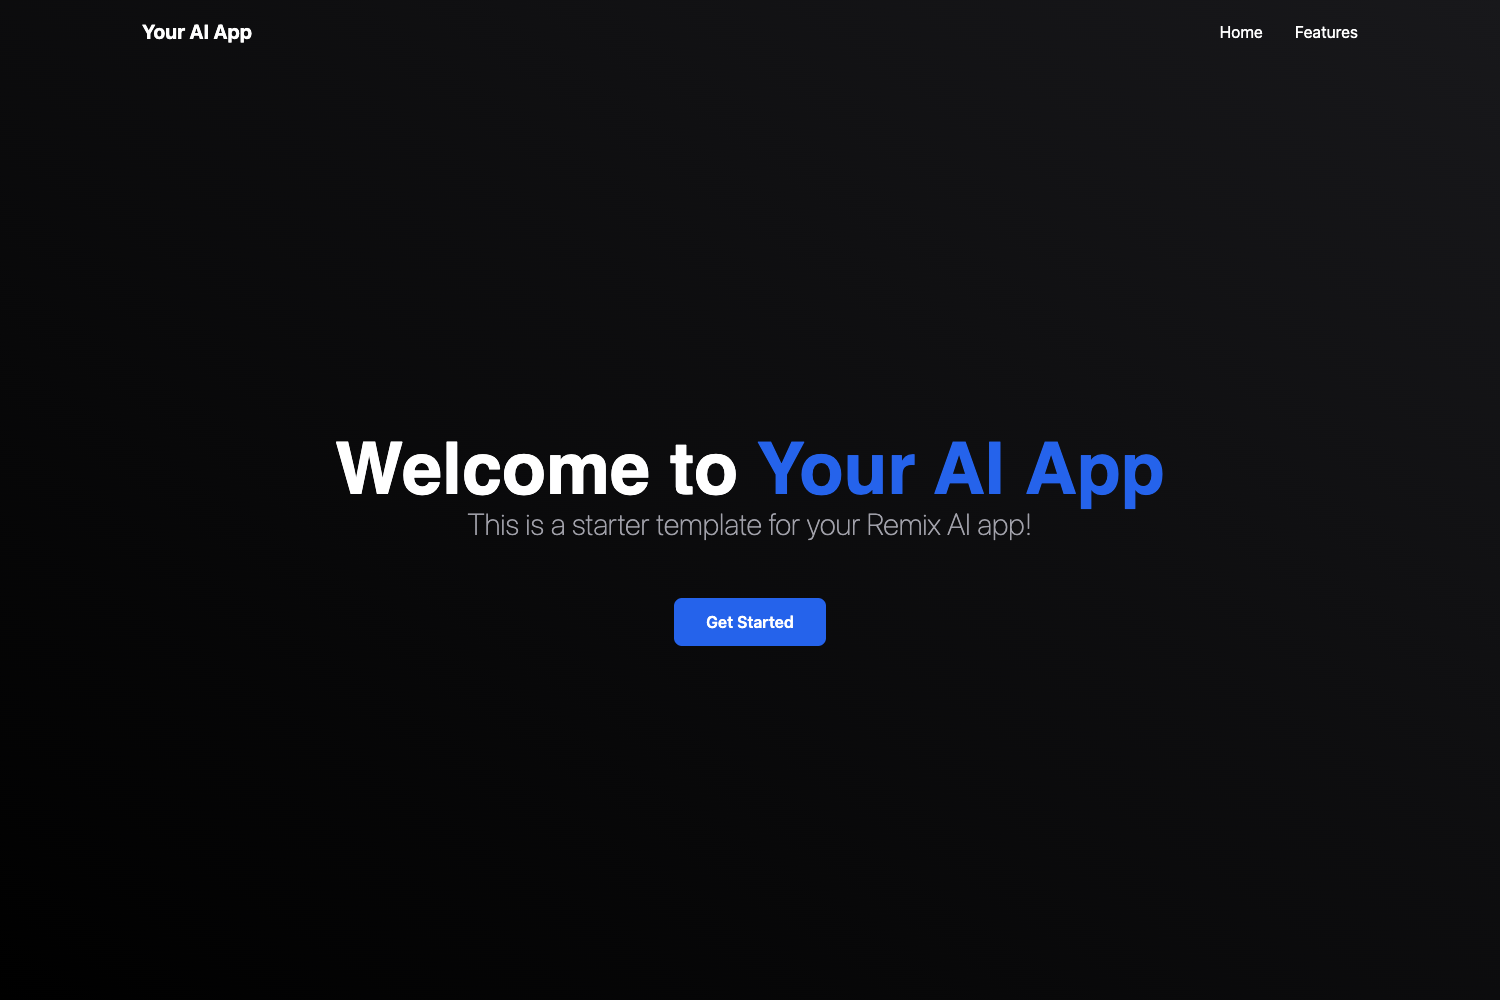 Your AI App
Home Features
Welcome to Your AI App
This is a starter template for your Remix AI app!
Get Started